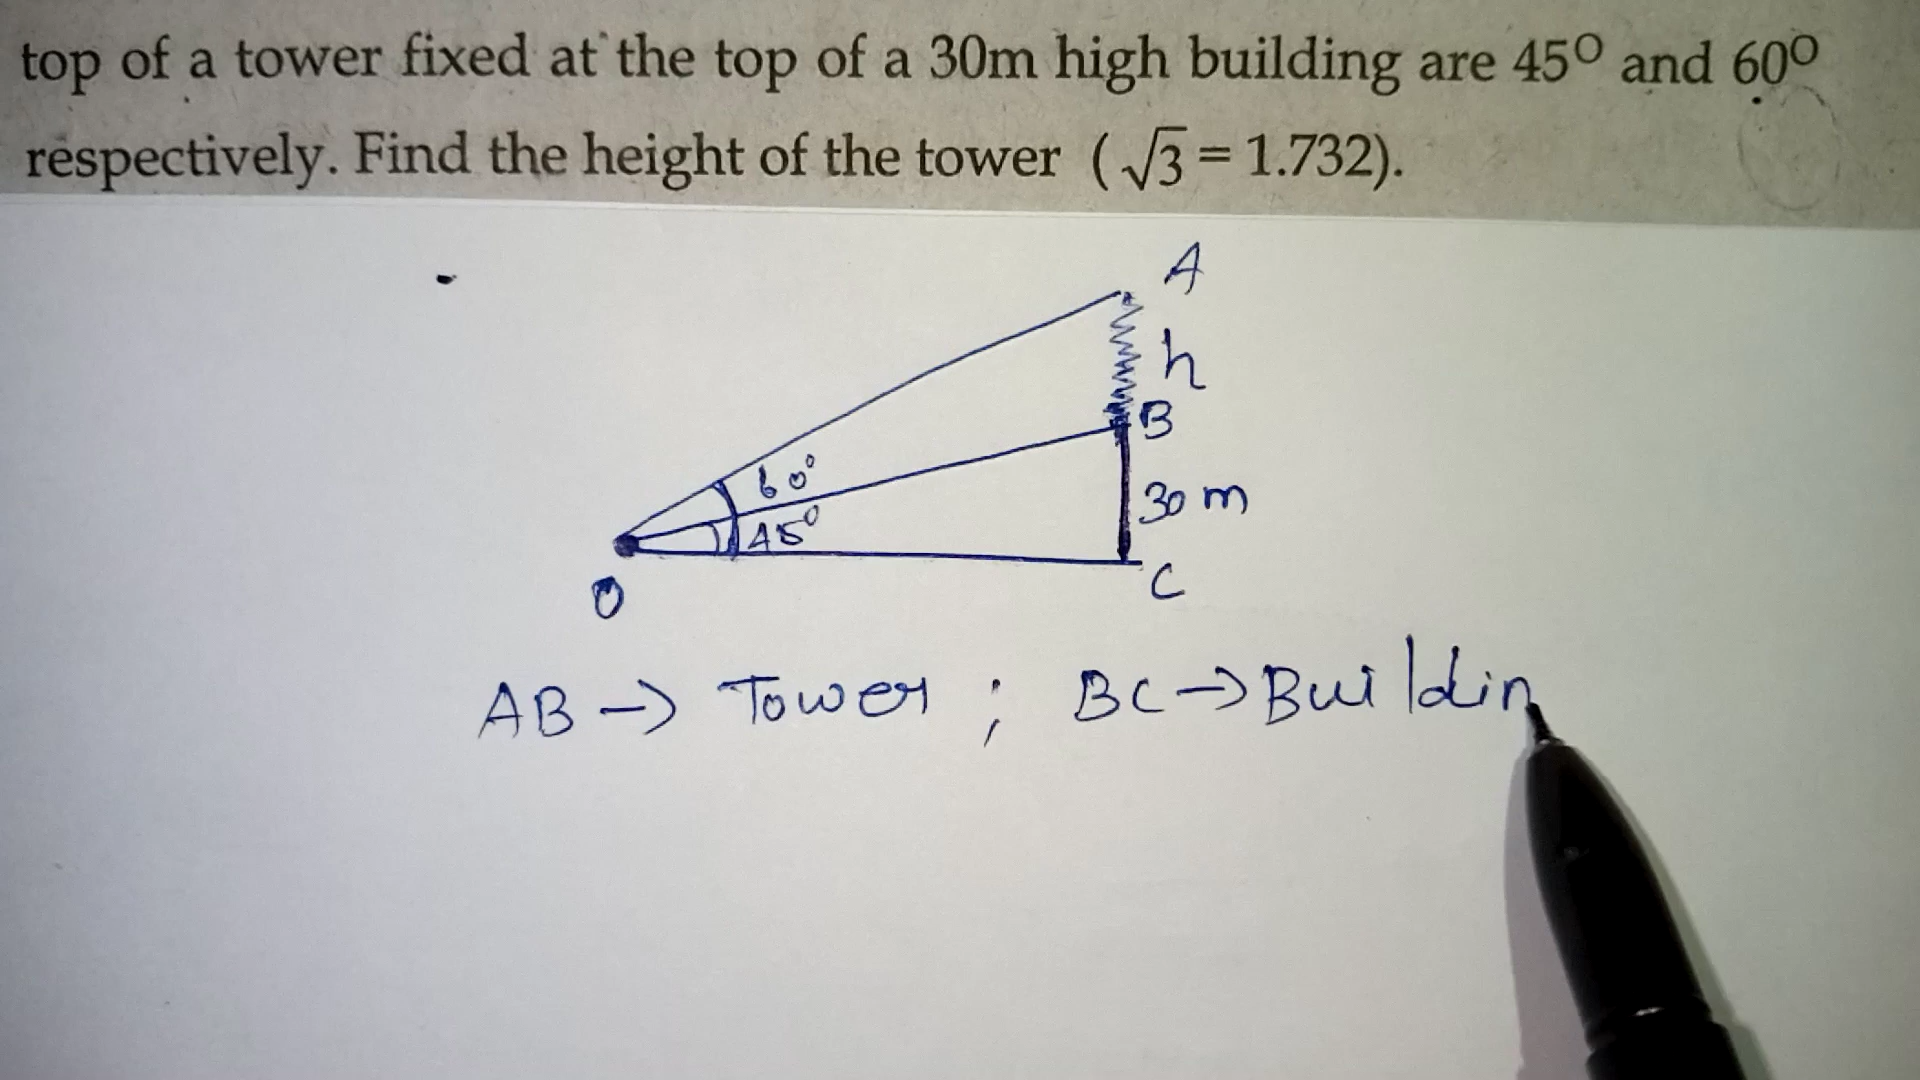 top of a tower fixed at the top of a 30m high building are 45° and 60°
respectively. Find the height of the tower (√3 = 1.732).
A
h
B
60°
30 m
45°
C
O
AB → Tower ; BC → Buildin